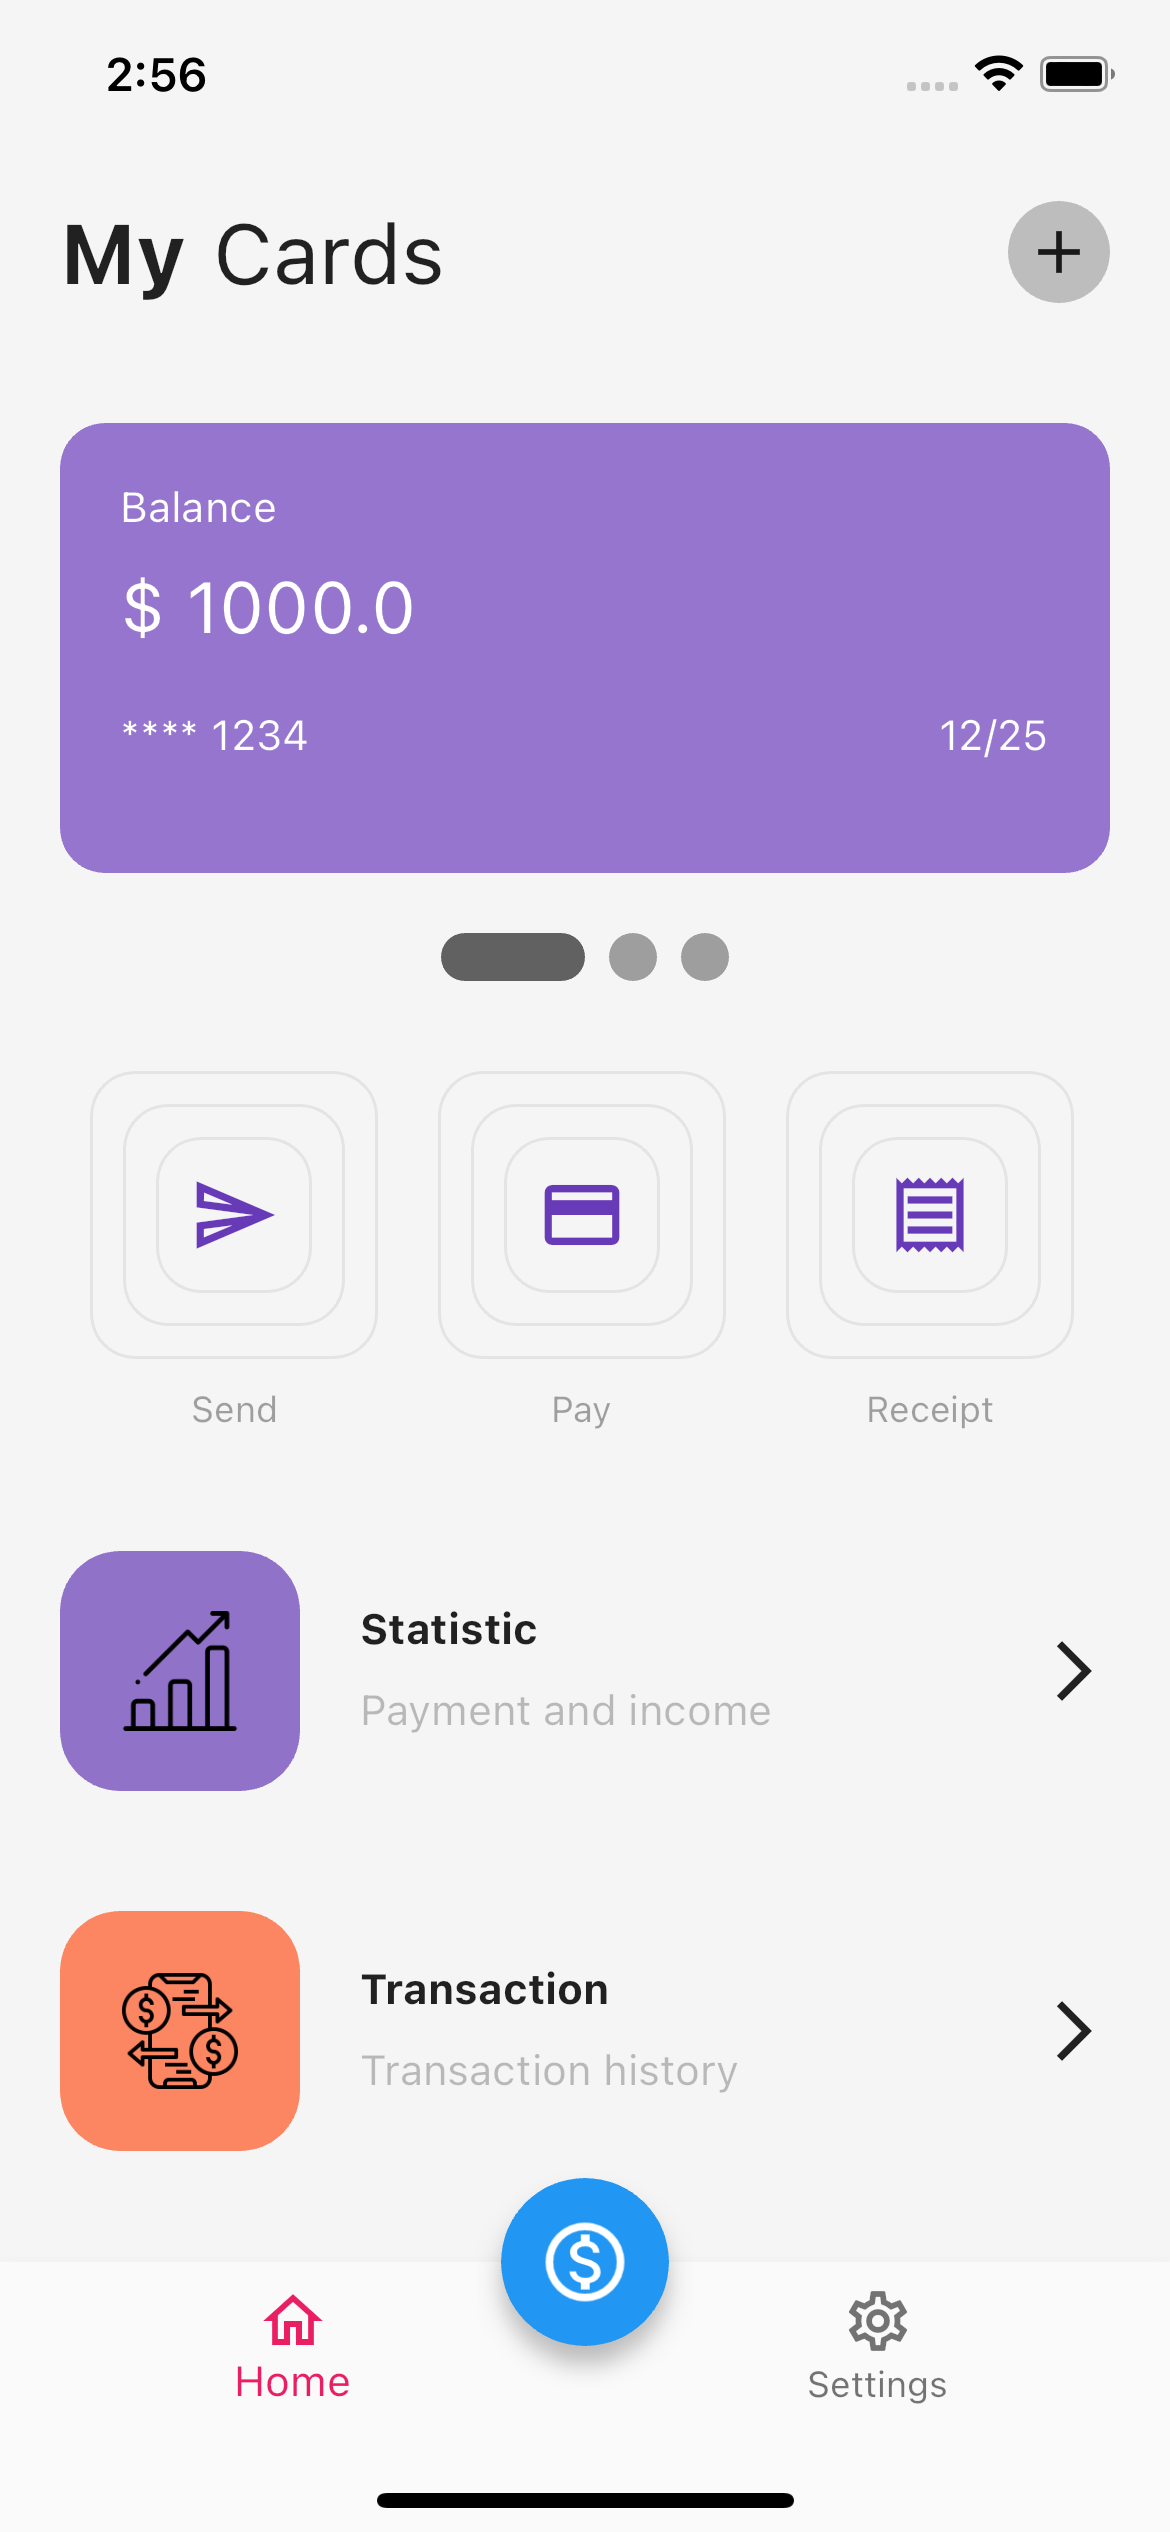 2:56
My Cards
Balance
$ 1000.0
**** 1234 12/25
Send Pay Receipt
Statistic
Payment and income
Transaction
Transaction history
Home Settings